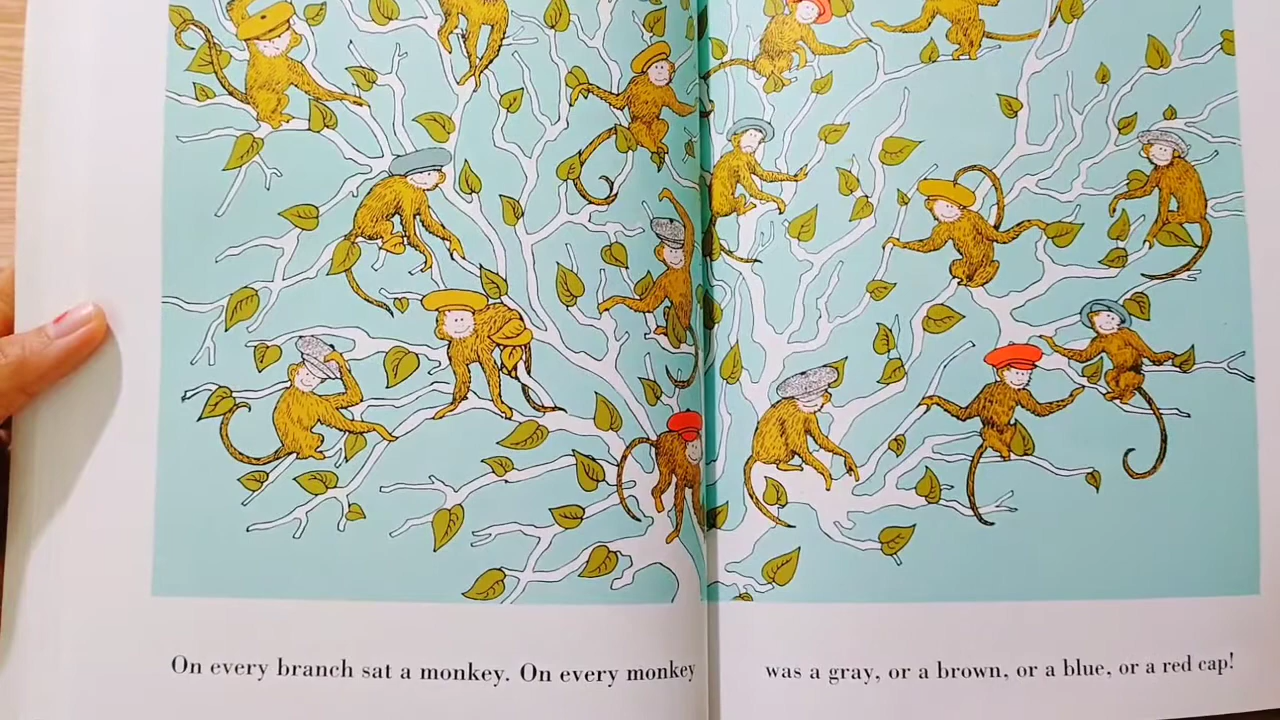 On every branch sat a monkey. On every monkey
was a gray, or a brown, or a blue, or a red cap!